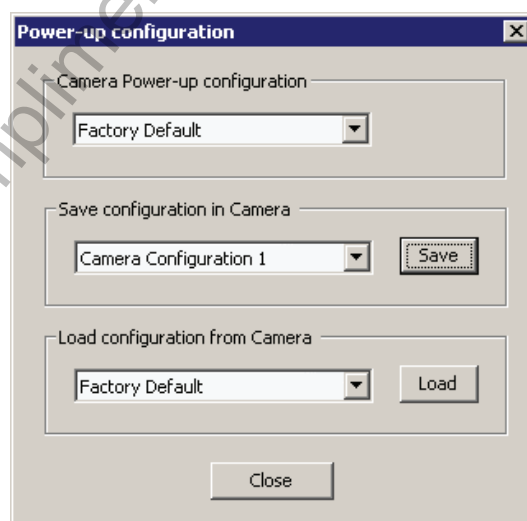 Power-up configuration
Camera Power-up configuration
Factory Default
Save configuration in Camera
Camera Configuration 1
Save
Load configuration from Camera
Factory Default
Load
Close